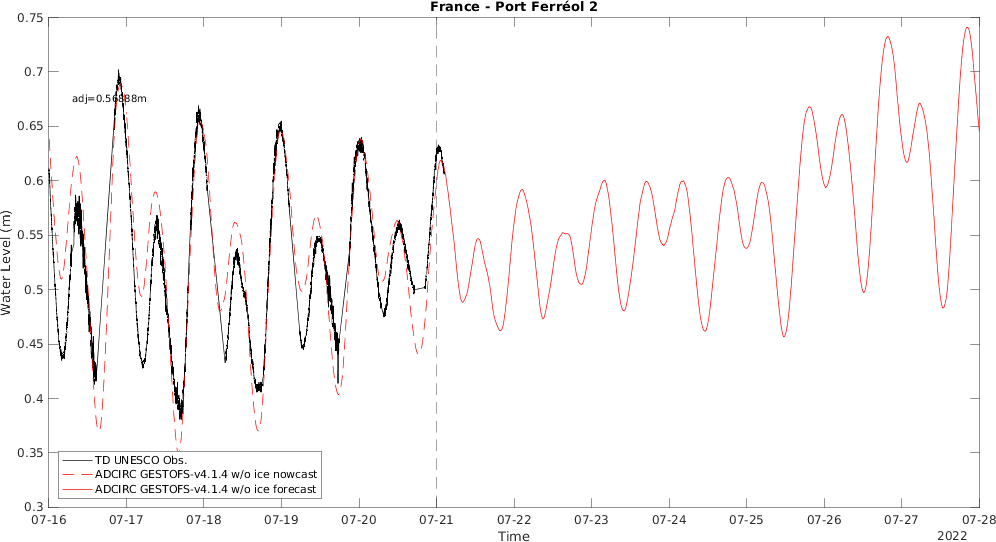 France - Port Ferréol 2
0.75
0.7
0.65
0.6
0.55
0.5
0.45
0.4
0.35
0.3
Water Level (m)
adj=0.56888m
TD UNESCO Obs.
ADCIRC GESTOFS-v4.1.4 w/o ice nowcast
ADCIRC GESTOFS-v4.1.4 w/o ice forecast
07-16 07-17 07-18 07-19 07-20 07-21 07-22 07-23 07-24 07-25 07-26 07-27 07-28
Time
2022